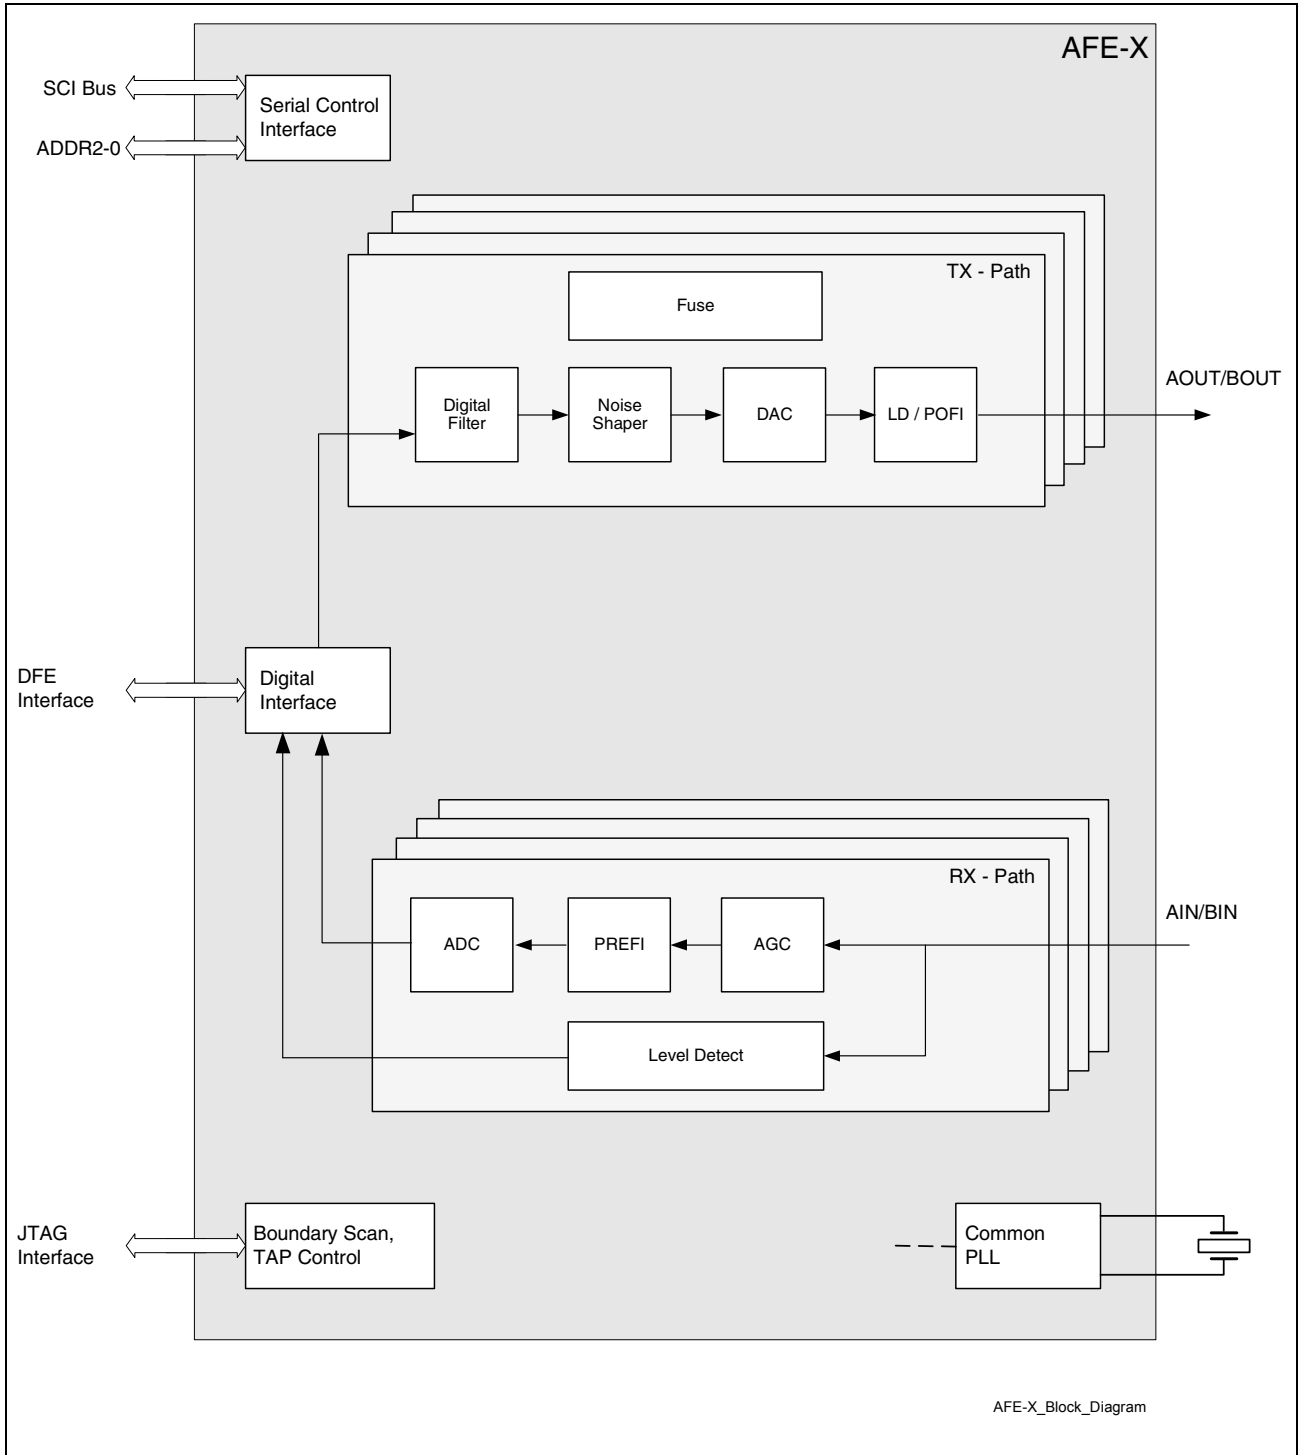 AFE-X
SCI Bus
ADDR2-0
Serial Control
Interface
TX - Path
Fuse
Digital
Filter
Noise
Shaper
DAC
LD / POFI
AOUT/BOUT
DFE
Interface
Digital
Interface
RX - Path
ADC
PREFI
AGC
AIN/BIN
Level Detect
JTAG
Interface
Boundary Scan,
TAP Control
Common
PLL
AFE-X_Block_Diagram